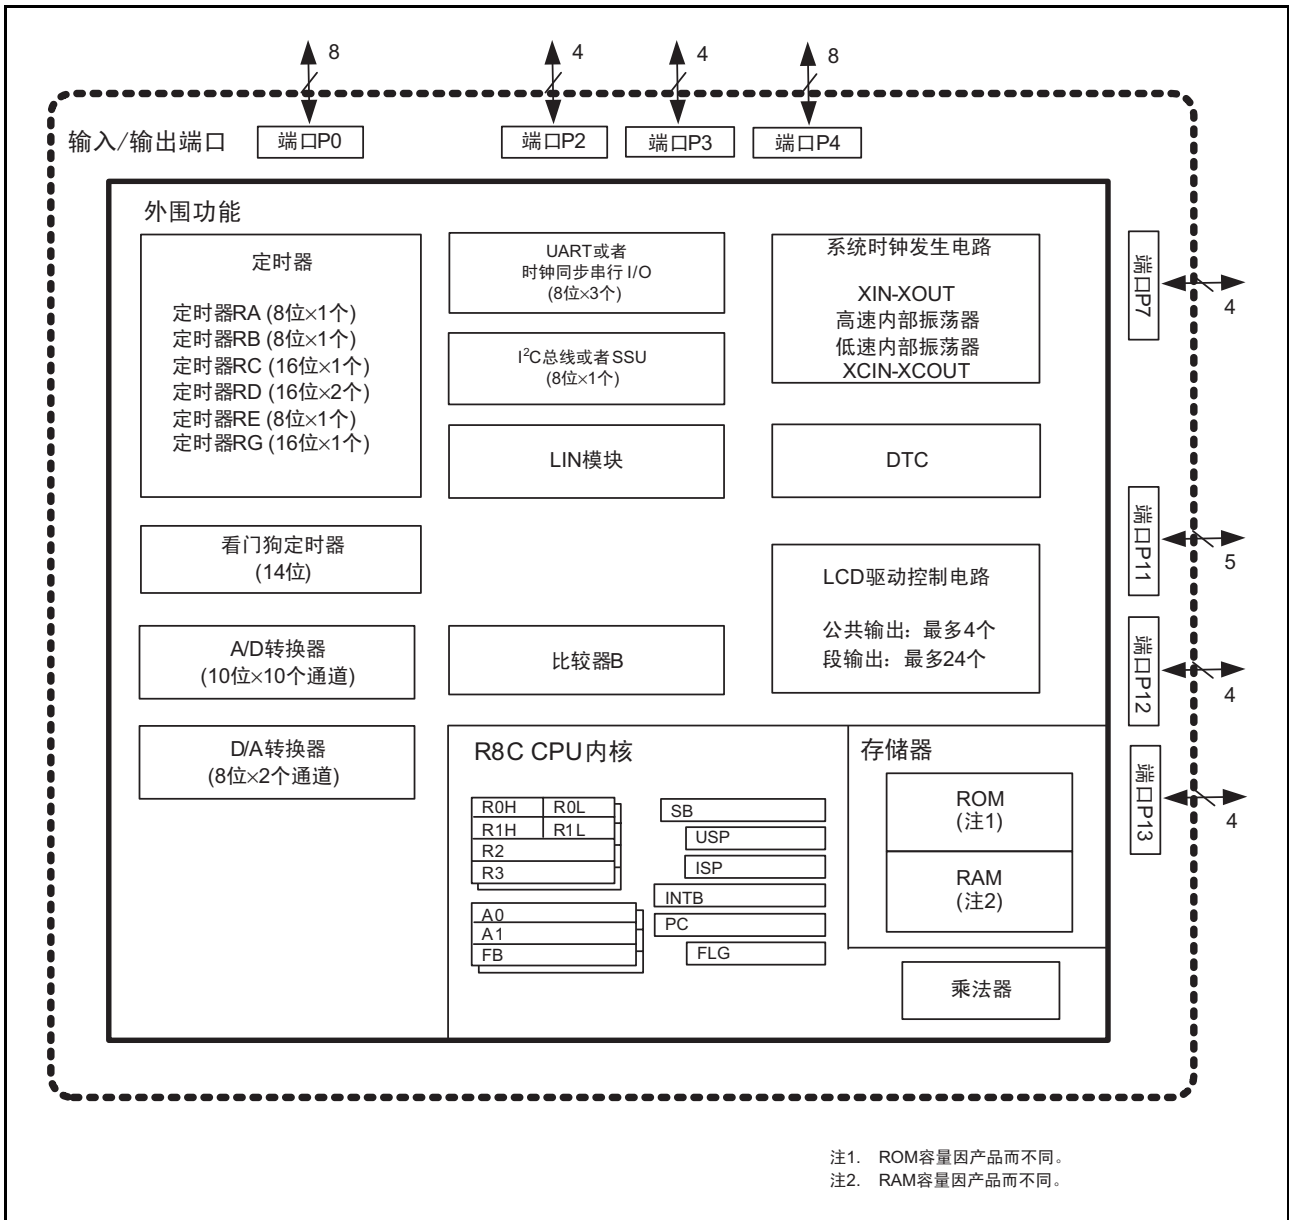 8
4
4
8
输入/输出端口
端口P0
端口P2
端口P3
端口P4
外围功能
定时器
定时器RA (8位×1个)
定时器RB (8位×1个)
定时器RC (16位×1个)
定时器RD (16位×2个)
定时器RE (8位×1个)
定时器RG (16位×1个)
UART或者
时钟同步串行 I/O
(8位×3个)
系统时钟发生电路
XIN-XOUT
高速内部振荡器
低速内部振荡器
XCIN-XCOUT
端口P7
4
I²C总线或者SSU
(8位×1个)
LIN模块
DTC
端口P11
5
看门狗定时器
(14位)
LCD驱动控制电路
公共输出：最多4个
段输出：最多24个
A/D转换器
(10位×10个通道)
比较器B
端口P12
4
D/A转换器
(8位×2个通道)
R8C CPU内核
R0H
R0L
R1H
R1L
R2
R3
A0
A1
FB
SB
USP
ISP
INTB
PC
FLG
存储器
ROM
(注1)
RAM
(注2)
乘法器
端口P13
4
注1. ROM容量因产品而不同。
注2. RAM容量因产品而不同。